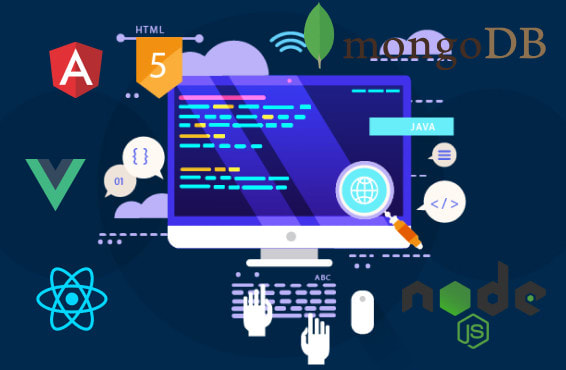 HTML
5
A
mongoDB
JAVA
{ }
01
</>
ABC
node
JS